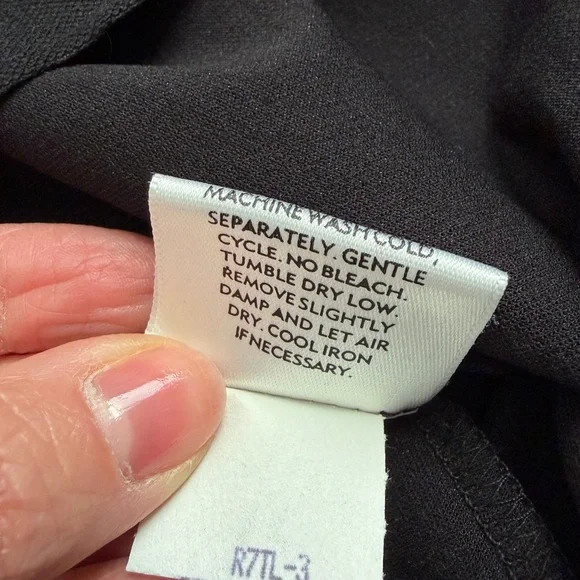 MACHINE WASH COLD,
SEPARATELY. GENTLE
CYCLE. NO BLEACH.
TUMBLE DRY LOW.
REMOVE SLIGHTLY
DAMP AND LET AIR
DRY. COOL IRON
IF NECESSARY.
R7TL-3